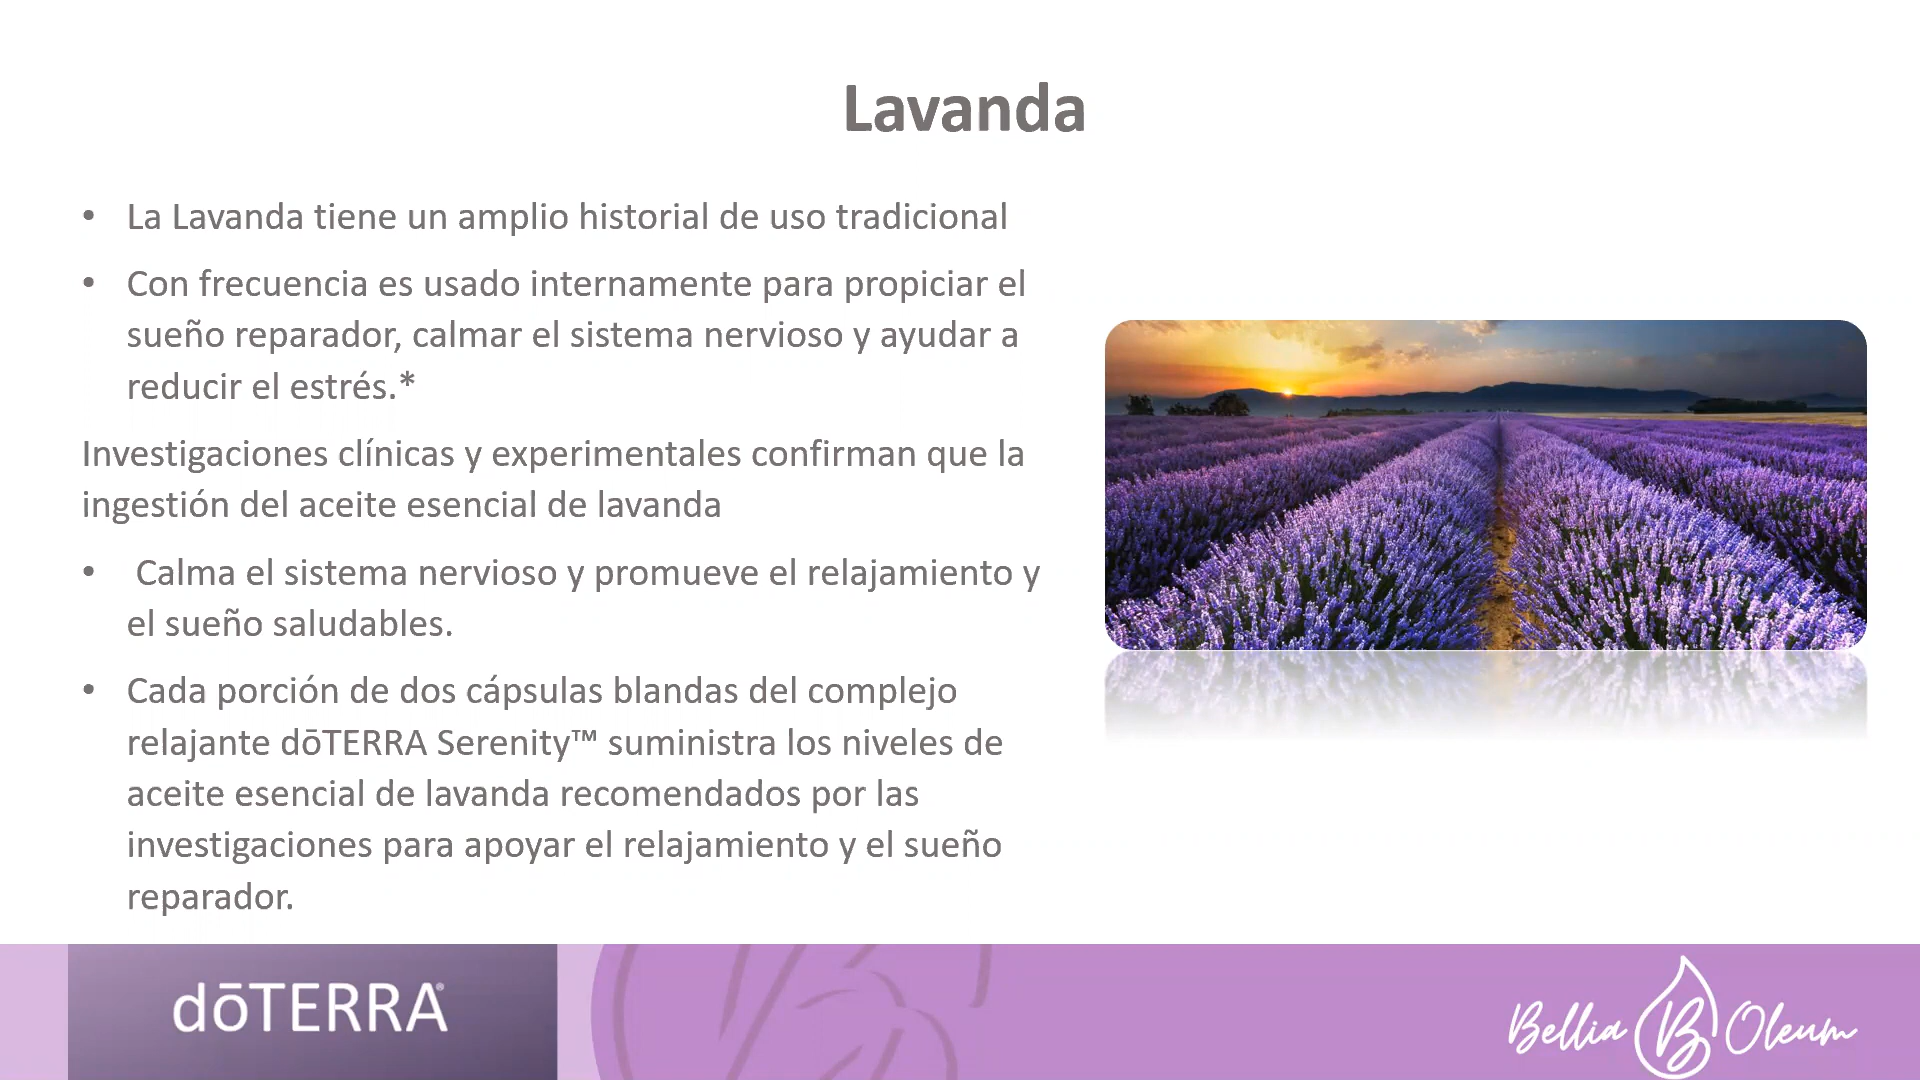 Lavanda
• La Lavanda tiene un amplio historial de uso tradicional
• Con frecuencia es usado internamente para propiciar el
sueño reparador, calmar el sistema nervioso y ayudar a
reducir el estrés.*
Investigaciones clínicas y experimentales confirman que la
ingestión del aceite esencial de lavanda
• Calma el sistema nervioso y promueve el relajamiento y
el sueño saludables.
• Cada porción de dos cápsulas blandas del complejo
relajante dōTERRA Serenity™ suministra los niveles de
aceite esencial de lavanda recomendados por las
investigaciones para apoyar el relajamiento y el sueño
reparador.
dōTERRA®
Bellia B Oleum